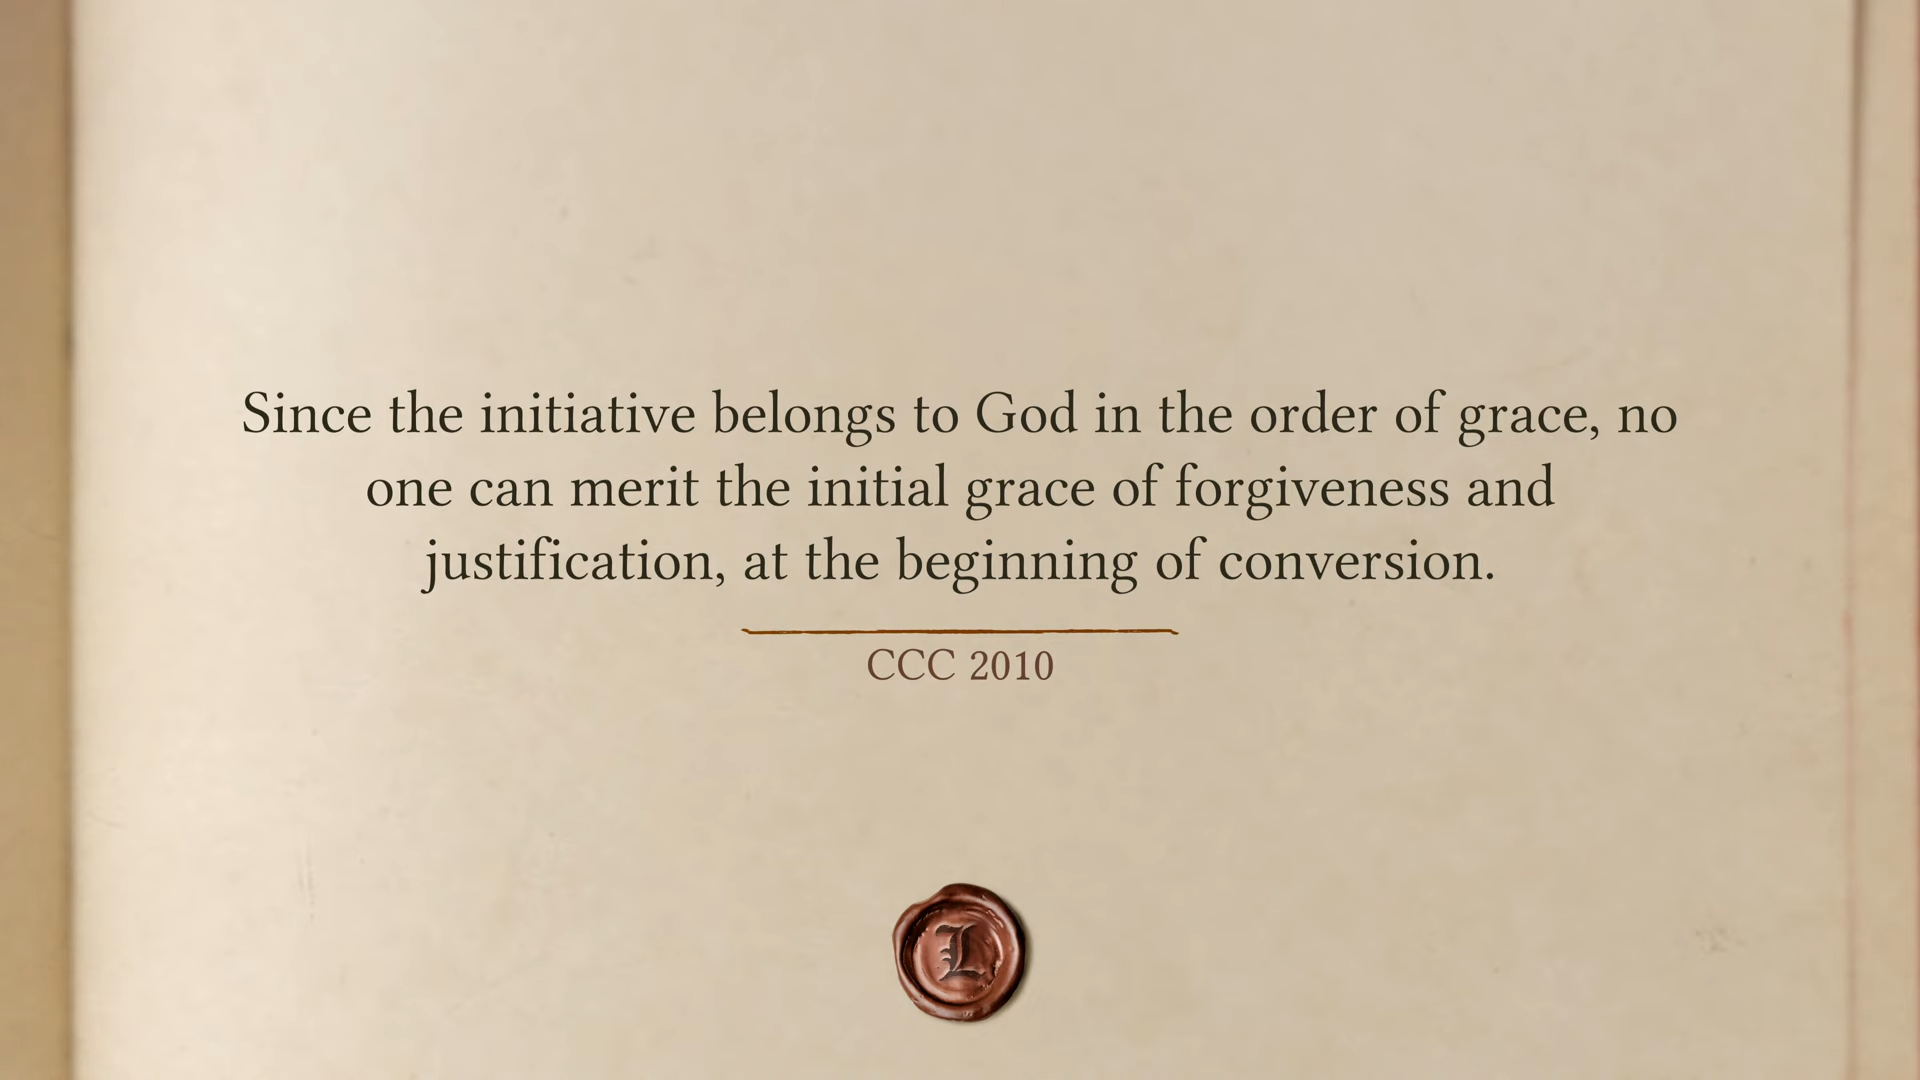 Since the initiative belongs to God in the order of grace, no
one can merit the initial grace of forgiveness and
justification, at the beginning of conversion.
CCC 2010
L